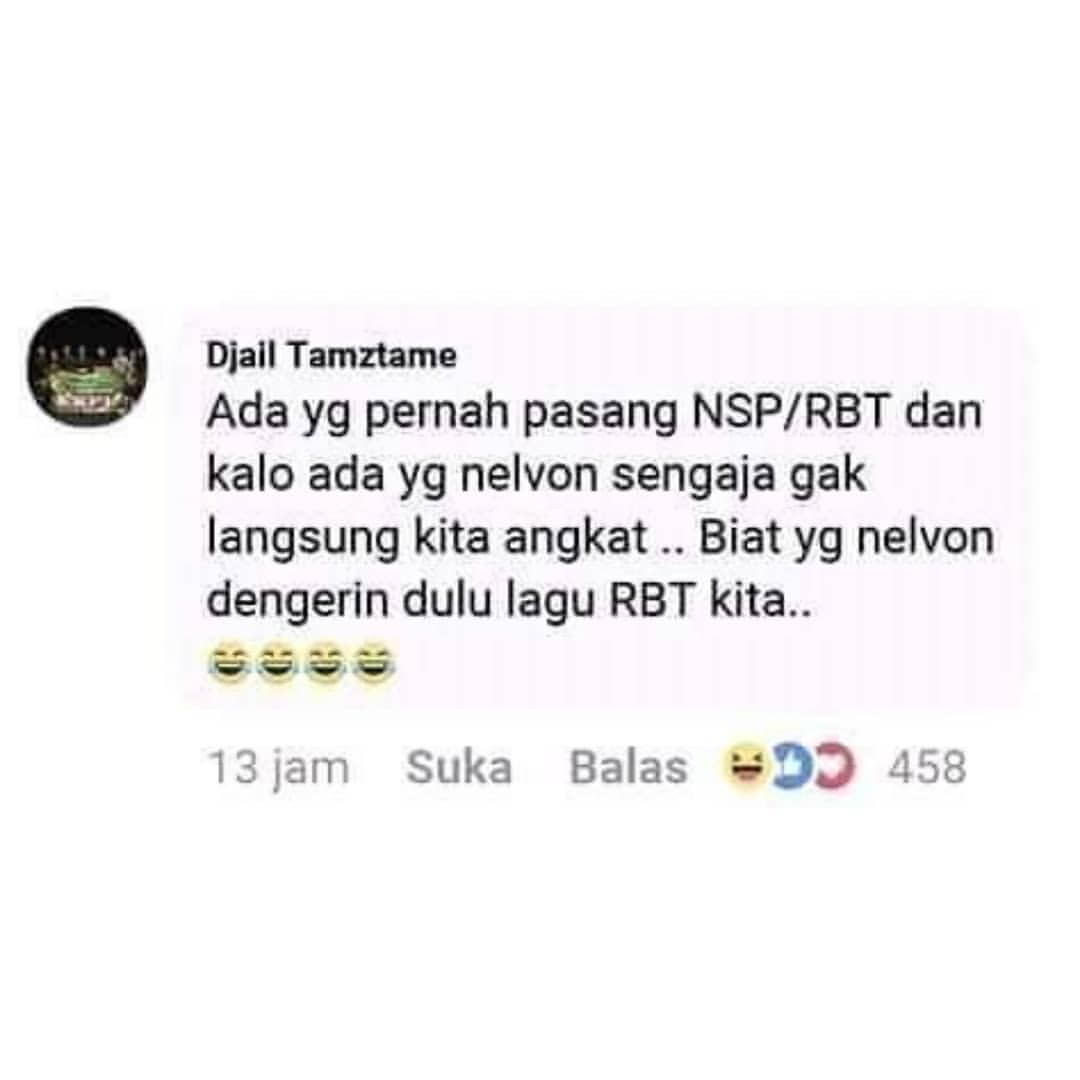 Djail Tamztame
Ada yg pernah pasang NSP/RBT dan
kalo ada yg nelvon sengaja gak
langsung kita angkat .. Biat yg nelvon
dengerin dulu lagu RBT kita..
😂😂😂😂
13 jam Suka Balas 458